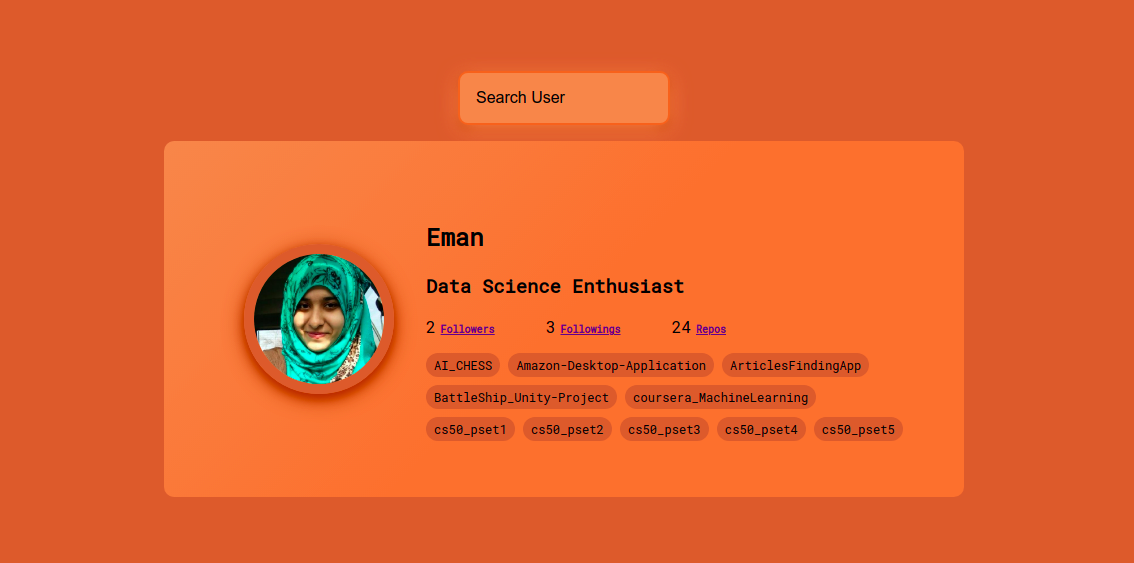 Search User
Eman
Data Science Enthusiast
2 Followers 3 Followings 24 Repos
AI_CHESS Amazon-Desktop-Application ArticlesFindingApp
BattleShip_Unity-Project coursera_MachineLearning
cs50_pset1 cs50_pset2 cs50_pset3 cs50_pset4 cs50_pset5